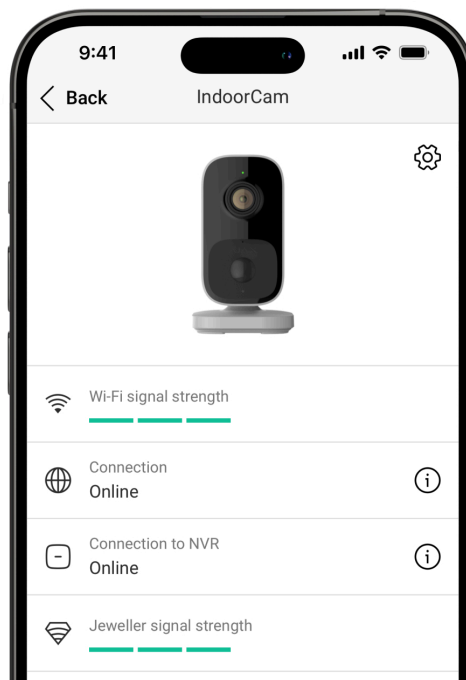 9:41
Back
IndoorCam
Wi-Fi signal strength
Connection
Online
Connection to NVR
Online
Jeweller signal strength